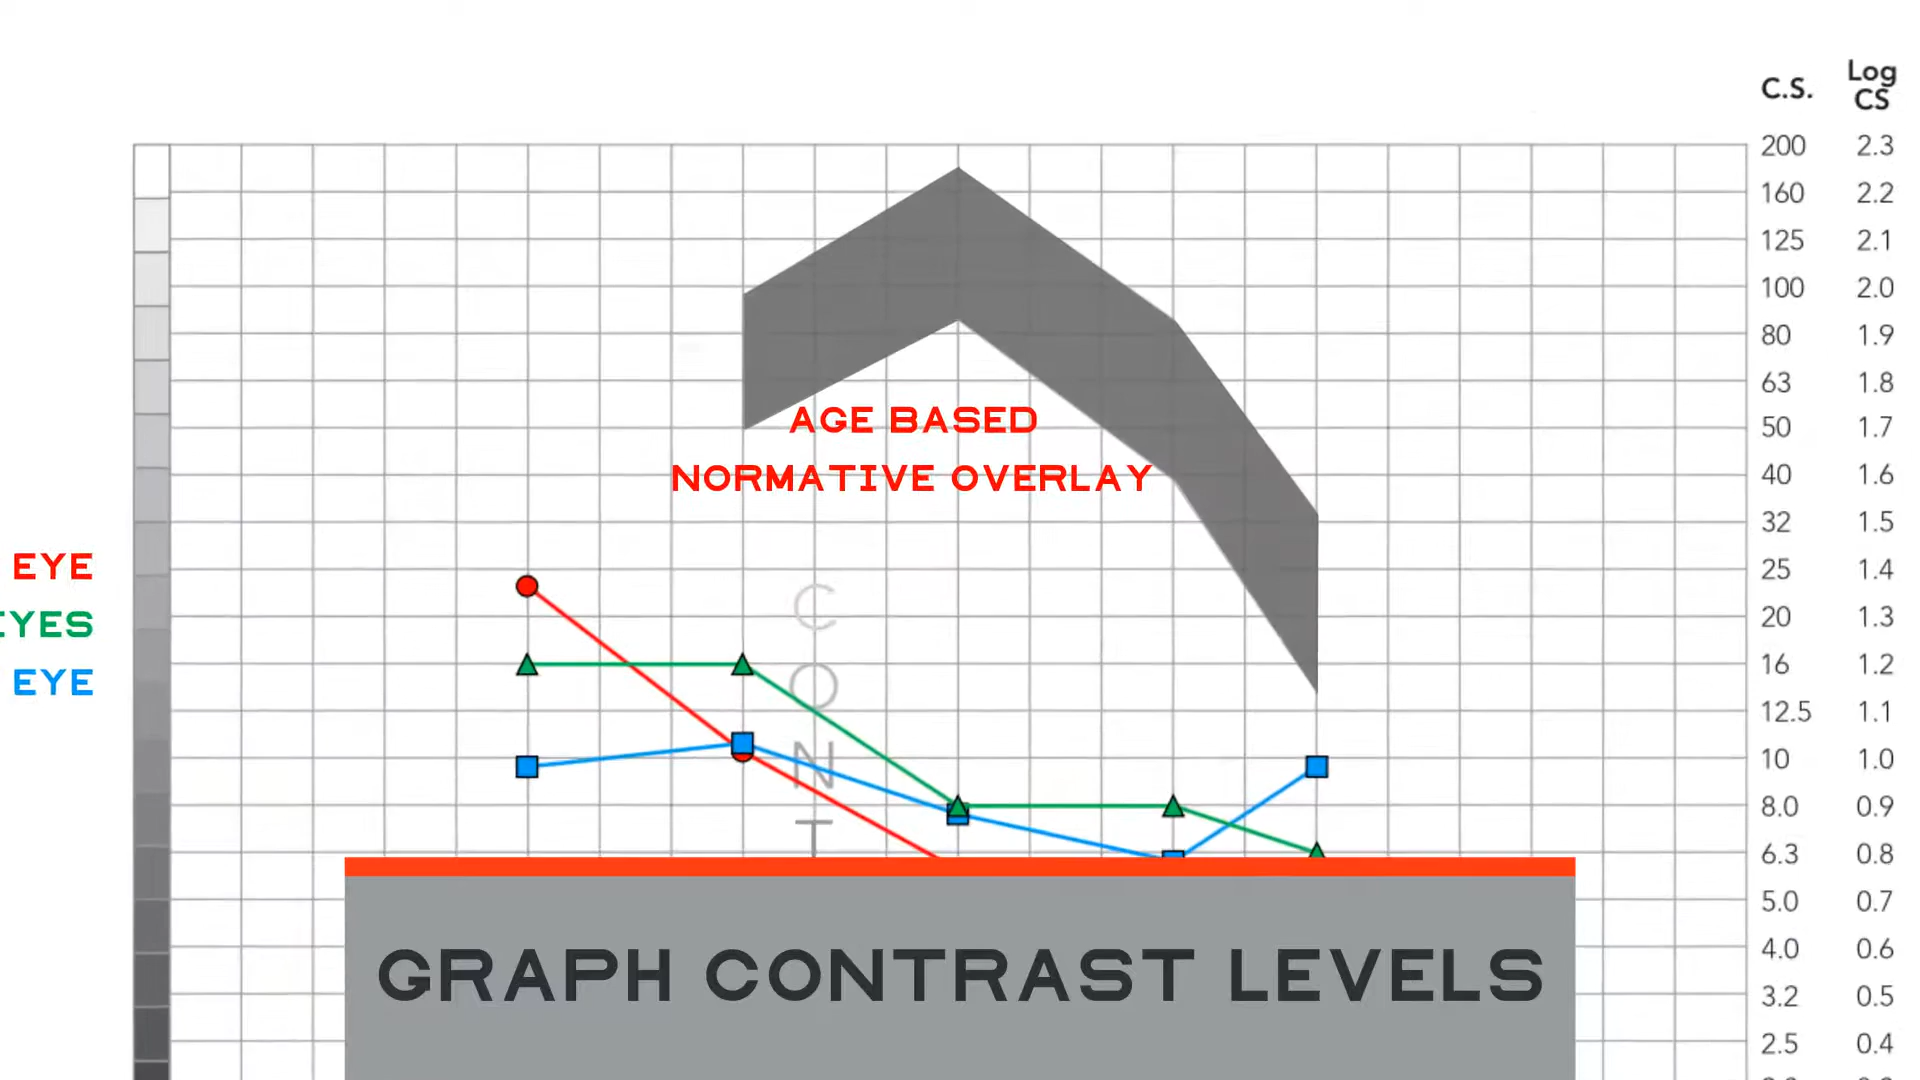 C.S.
Log
CS
200 2.3
160 2.2
125 2.1
100 2.0
80 1.9
63 1.8
50 1.7
40 1.6
32 1.5
25 1.4
20 1.3
16 1.2
12.5 1.1
10 1.0
8.0 0.9
6.3 0.8
5.0 0.7
4.0 0.6
3.2 0.5
2.5 0.4
AGE BASED
NORMATIVE OVERLAY
EYE
EYES
EYE
C
O
N
T
GRAPH CONTRAST LEVELS